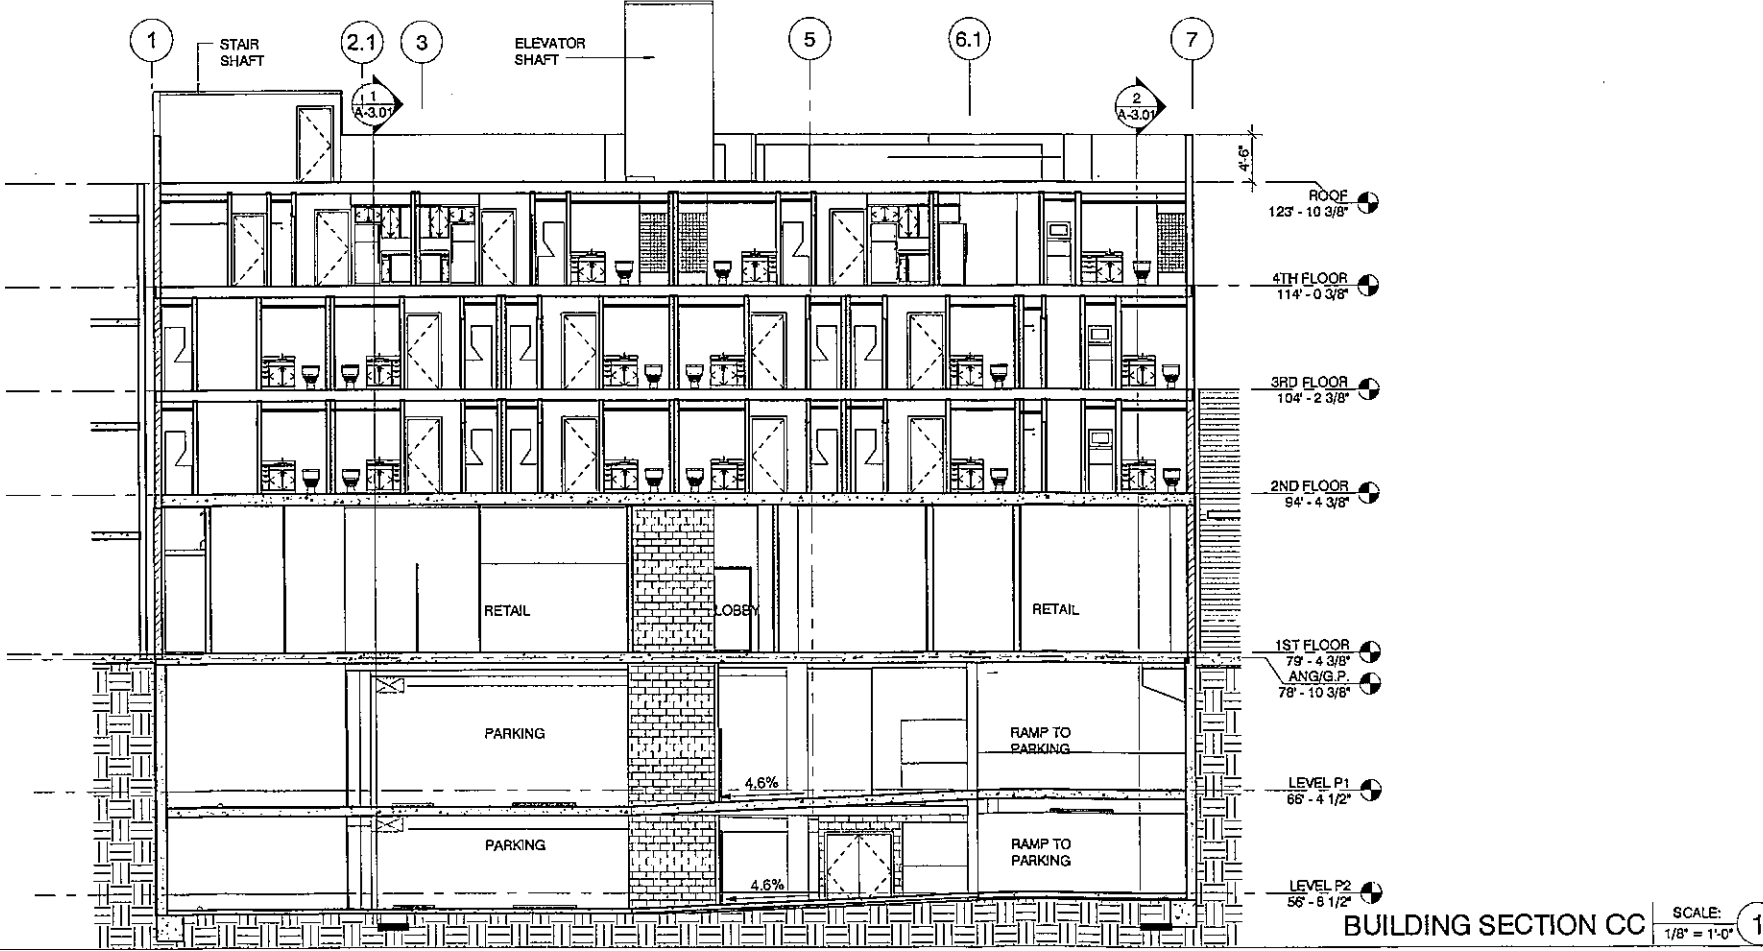 1
2.1
3
5
6.1
7
STAIR
SHAFT
ELEVATOR
SHAFT
1
A-3.01
2
A-3.01
4'-6"
ROOF
123' - 10 3/8"
4TH FLOOR
114' - 0 3/8"
3RD FLOOR
104' - 2 3/8"
2ND FLOOR
94' - 4 3/8"
RETAIL
LOBBY
RETAIL
1ST FLOOR
79' - 4 3/8"
ANG/G.P.
78' - 10 3/8"
PARKING
RAMP TO
PARKING
4.6%
LEVEL P1
66' - 4 1/2"
PARKING
RAMP TO
PARKING
4.6%
LEVEL P2
BUILDING SECTION CC
SCALE:
1/8" = 1'-0"
1